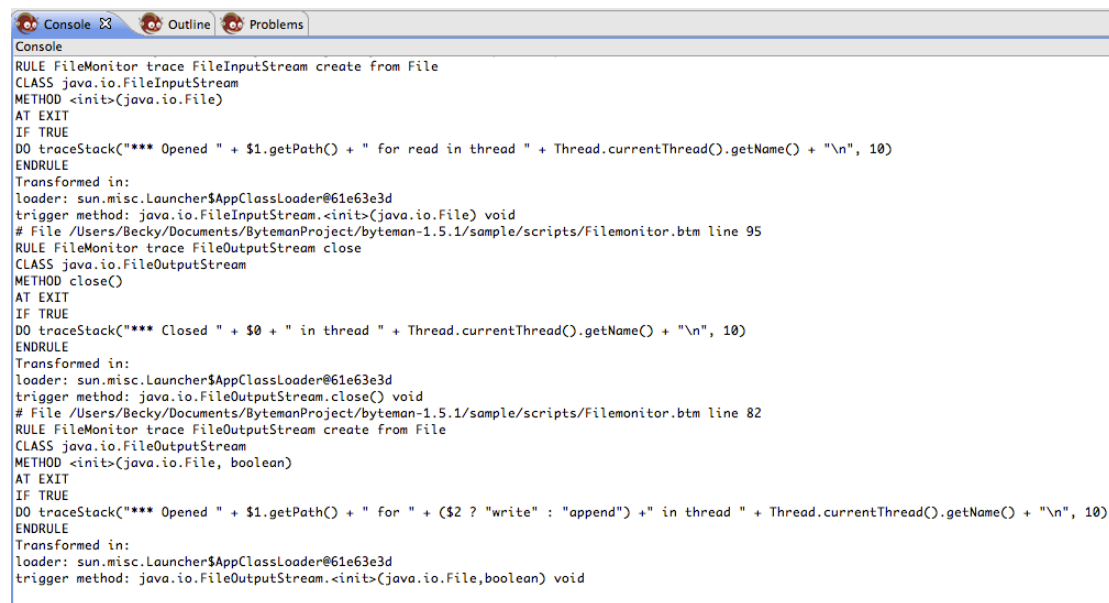 Console Outline Problems
Console
RULE FileMonitor trace FileInputStream create from File
CLASS java.io.FileInputStream
METHOD <init>(java.io.File)
AT EXIT
IF TRUE
DO traceStack("*** Opened " + $1.getPath() + " for read in thread " + Thread.currentThread().getName() + "\n", 10)
ENDRULE
Transformed in:
loader: sun.misc.Launcher$AppClassLoader@61e63e3d
trigger method: java.io.FileInputStream.<init>(java.io.File) void
# File /Users/Becky/Documents/BytemanProject/byteman-1.5.1/sample/scripts/Filemonitor.btm line 95
RULE FileMonitor trace FileOutputStream close
CLASS java.io.FileOutputStream
METHOD close()
AT EXIT
IF TRUE
DO traceStack("*** Closed " + $0 + " in thread " + Thread.currentThread().getName() + "\n", 10)
ENDRULE
Transformed in:
loader: sun.misc.Launcher$AppClassLoader@61e63e3d
trigger method: java.io.FileOutputStream.close() void
# File /Users/Becky/Documents/BytemanProject/byteman-1.5.1/sample/scripts/Filemonitor.btm line 82
RULE FileMonitor trace FileOutputStream create from File
CLASS java.io.FileOutputStream
METHOD <init>(java.io.File, boolean)
AT EXIT
IF TRUE
DO traceStack("*** Opened " + $1.getPath() + " for " + ($2 ? "write" : "append") +" in thread " + Thread.currentThread().getName() + "\n", 10)
ENDRULE
Transformed in:
loader: sun.misc.Launcher$AppClassLoader@61e63e3d
trigger method: java.io.FileOutputStream.<init>(java.io.File,boolean) void